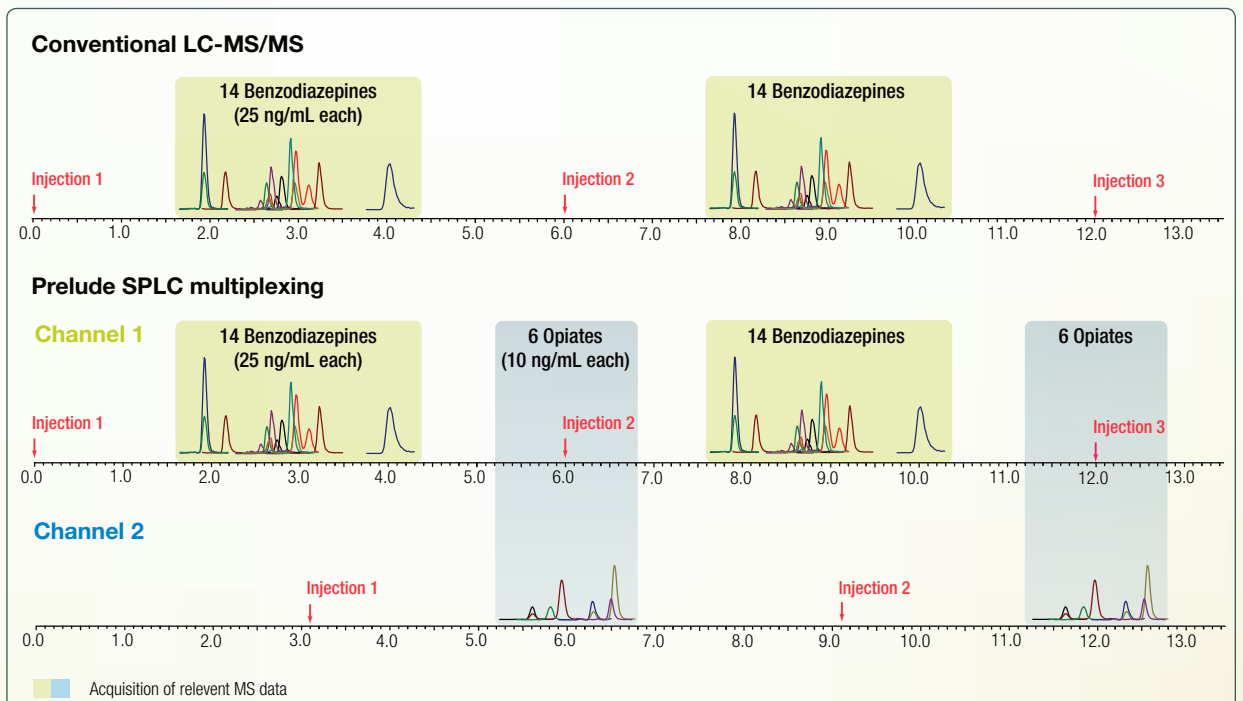 Conventional LC-MS/MS
14 Benzodiazepines
(25 ng/mL each)
14 Benzodiazepines
Injection 1
Injection 2
Injection 3
0.0 1.0 2.0 3.0 4.0 5.0 6.0 7.0 8.0 9.0 10.0 11.0 12.0 13.0
Prelude SPLC multiplexing
Channel 1
14 Benzodiazepines
(25 ng/mL each)
6 Opiates
(10 ng/mL each)
14 Benzodiazepines
6 Opiates
Injection 1
Injection 2
Injection 3
0.0 1.0 2.0 3.0 4.0 5.0 6.0 7.0 8.0 9.0 10.0 11.0 12.0 13.0
Channel 2
Injection 1
Injection 2
0.0 1.0 2.0 3.0 4.0 5.0 6.0 7.0 8.0 9.0 10.0 11.0 12.0 13.0
Acquisition of relevent MS data